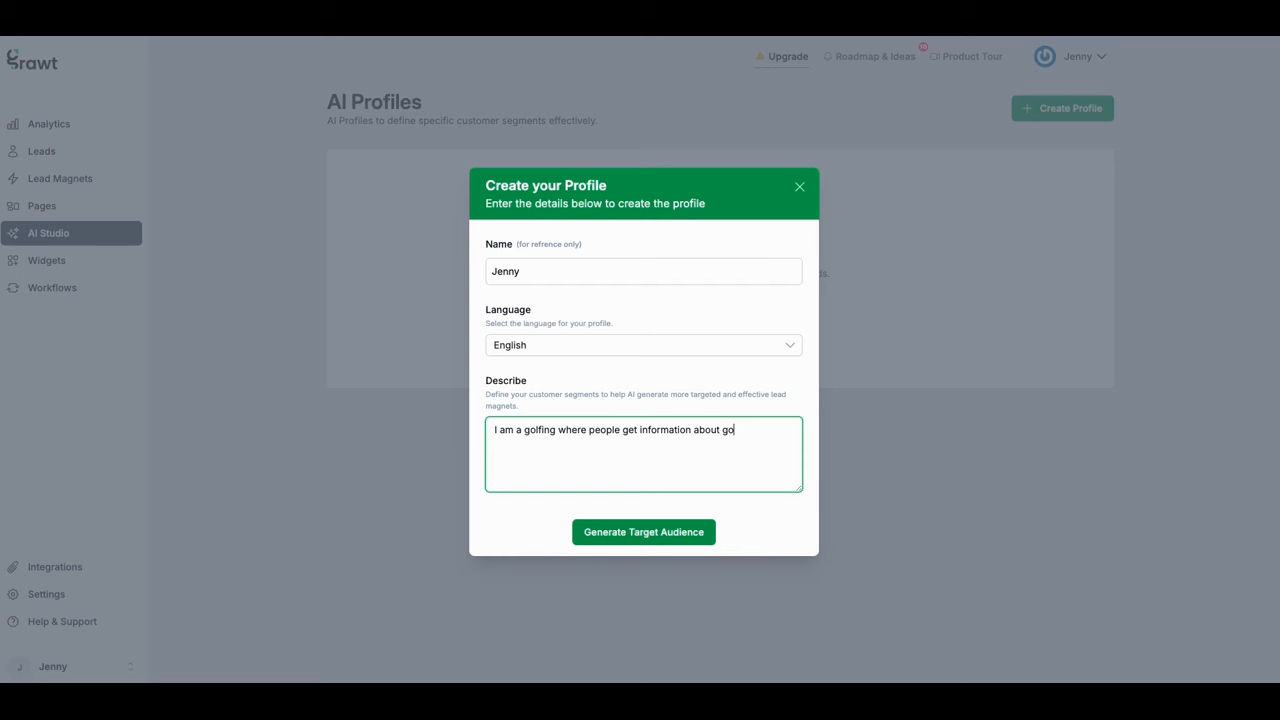 Brawt
Upgrade
Roadmap & Ideas
10
Product Tour
Jenny
Analytics
Leads
Lead Magnets
Pages
AI Studio
Widgets
Workflows
Integrations
Settings
Help & Support
J
Jenny
AI Profiles
AI Profiles to define specific customer segments effectively.
Create Profile
Create your Profile
Enter the details below to create the profile
Name (for refrence only)
Jenny
Language
Select the language for your profile.
English
Describe
Define your customer segments to help AI generate more targeted and effective lead
magnets.
I am a golfing where people get information about go
Generate Target Audience
ds.